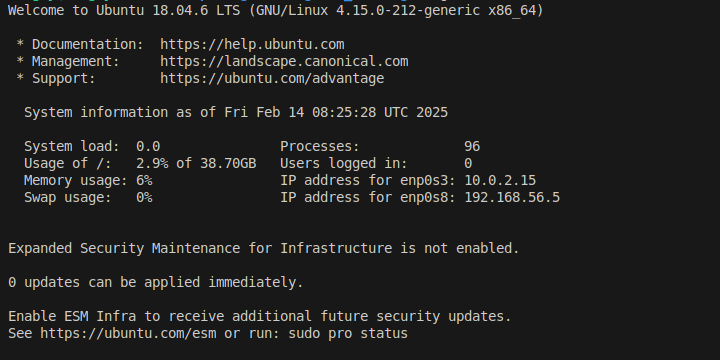 Welcome to Ubuntu 18.04.6 LTS (GNU/Linux 4.15.0-212-generic x86_64)
* Documentation:  https://help.ubuntu.com
* Management:     https://landscape.canonical.com
* Support:        https://ubuntu.com/advantage
System information as of Fri Feb 14 08:25:28 UTC 2025
System load:  0.0               Processes:             96
Usage of /:   2.9% of 38.70GB   Users logged in:       0
Memory usage: 6%                IP address for enp0s3: 10.0.2.15
Swap usage:   0%                IP address for enp0s8: 192.168.56.5
Expanded Security Maintenance for Infrastructure is not enabled.
0 updates can be applied immediately.
Enable ESM Infra to receive additional future security updates.
See https://ubuntu.com/esm or run: sudo pro status